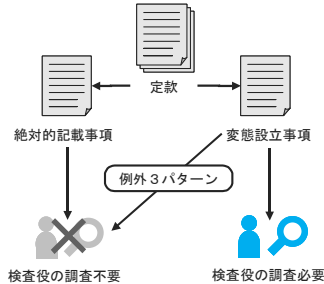 定款
絶対的記載事項
変態設立事項
例外3パターン
検査役の調査不要
検査役の調査必要